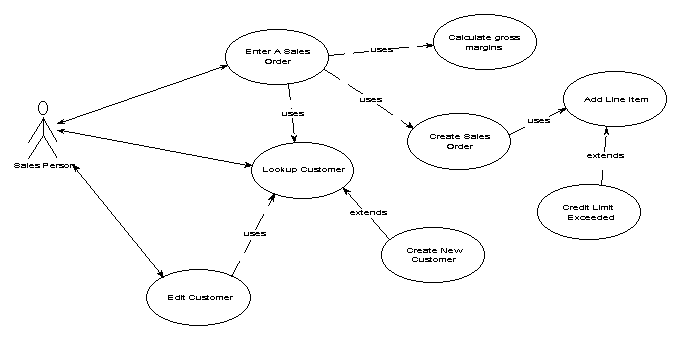 Calculate gross
margins
Enter A Sales
Order
uses
uses
Add Line Item
uses
uses
Create Sales
Order
extends
Sales Person
Lookup Customer
Credit Limit
Exceeded
extends
uses
Create New
Customer
Edit Customer